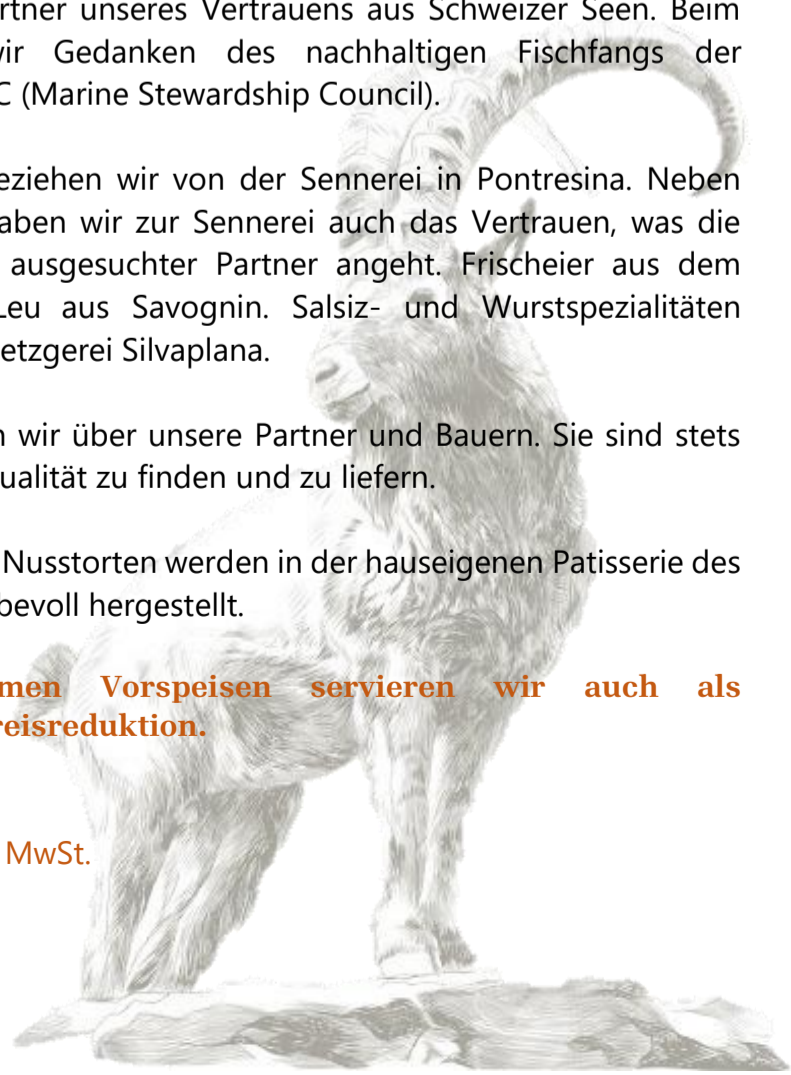 rtner unseres Vertrauens aus Schweizer Seen. Beim
wir Gedanken des nachhaltigen Fischfangs der
C (Marine Stewardship Council).
eziehen wir von der Sennerei in Pontresina. Neben
aben wir zur Sennerei auch das Vertrauen, was die
ausgesuchter Partner angeht. Frischeier aus dem
Leu aus Savognin. Salsiz- und Wurstspezialitäten
etzgerei Silvaplana.
n wir über unsere Partner und Bauern. Sie sind stets
ualität zu finden und zu liefern.
Nusstorten werden in der hauseigenen Patisserie des
bevoll hergestellt.
men Vorspeisen servieren wir auch als
reisreduktion.
MwSt.